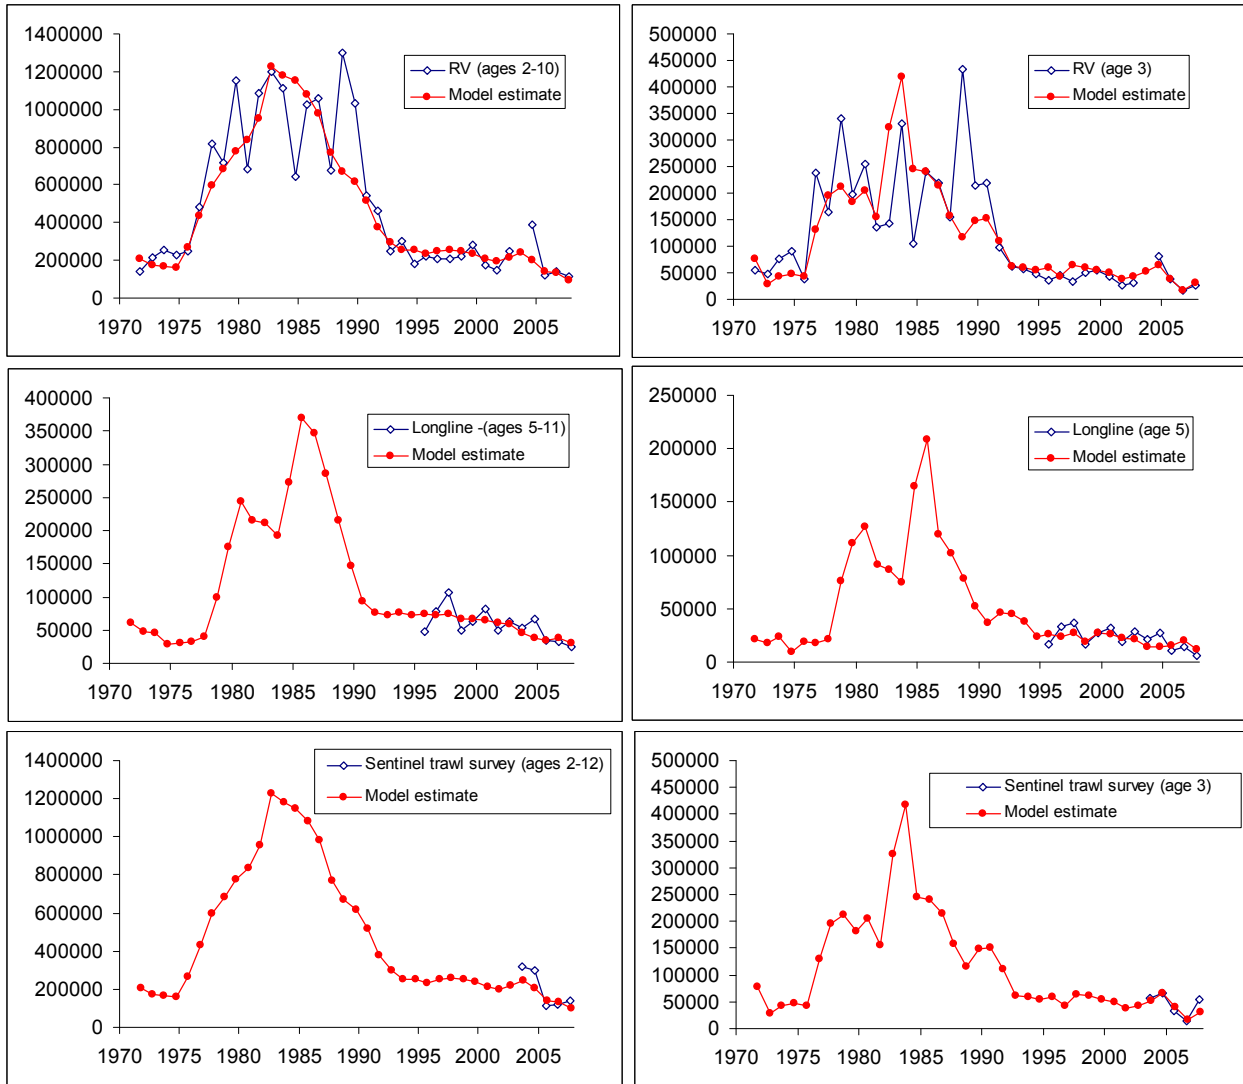 1400000
1200000
1000000
800000
600000
400000
200000
0
1970 1975 1980 1985 1990 1995 2000 2005
RV (ages 2-10)
Model estimate
500000
450000
400000
350000
300000
250000
200000
150000
100000
50000
0
1970 1975 1980 1985 1990 1995 2000 2005
RV (age 3)
Model estimate
400000
350000
300000
250000
200000
150000
100000
50000
0
1970 1975 1980 1985 1990 1995 2000 2005
Longline -(ages 5-11)
Model estimate
250000
200000
150000
100000
50000
0
1970 1975 1980 1985 1990 1995 2000 2005
Longline (age 5)
Model estimate
1400000
1200000
1000000
800000
600000
400000
200000
0
1970 1975 1980 1985 1990 1995 2000 2005
Sentinel trawl survey (ages 2-12)
Model estimate
500000
450000
400000
350000
300000
250000
200000
150000
100000
50000
0
1970 1975 1980 1985 1990 1995 2000 2005
Sentinel trawl survey (age 3)
Model estimate